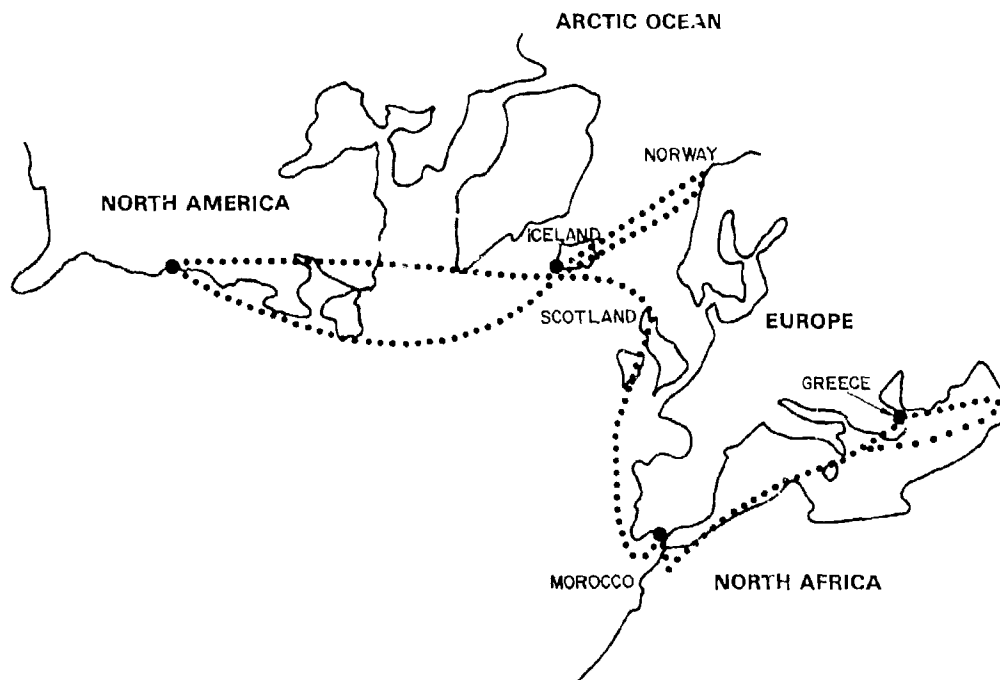 ARCTIC OCEAN
NORWAY
NORTH AMERICA
ICELAND
SCOTLAND
EUROPE
GREECE
MOROCCO
NORTH AFRICA